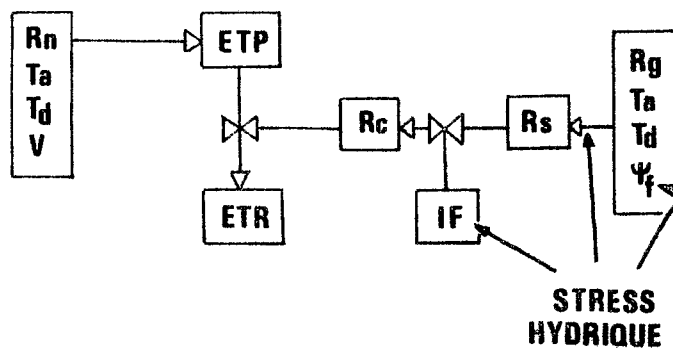 Rn
Ta
Td
V
ETP
ETR
Rc
IF
Rs
Rg
Ta
Td
Ψf
STRESS
HYDRIQUE